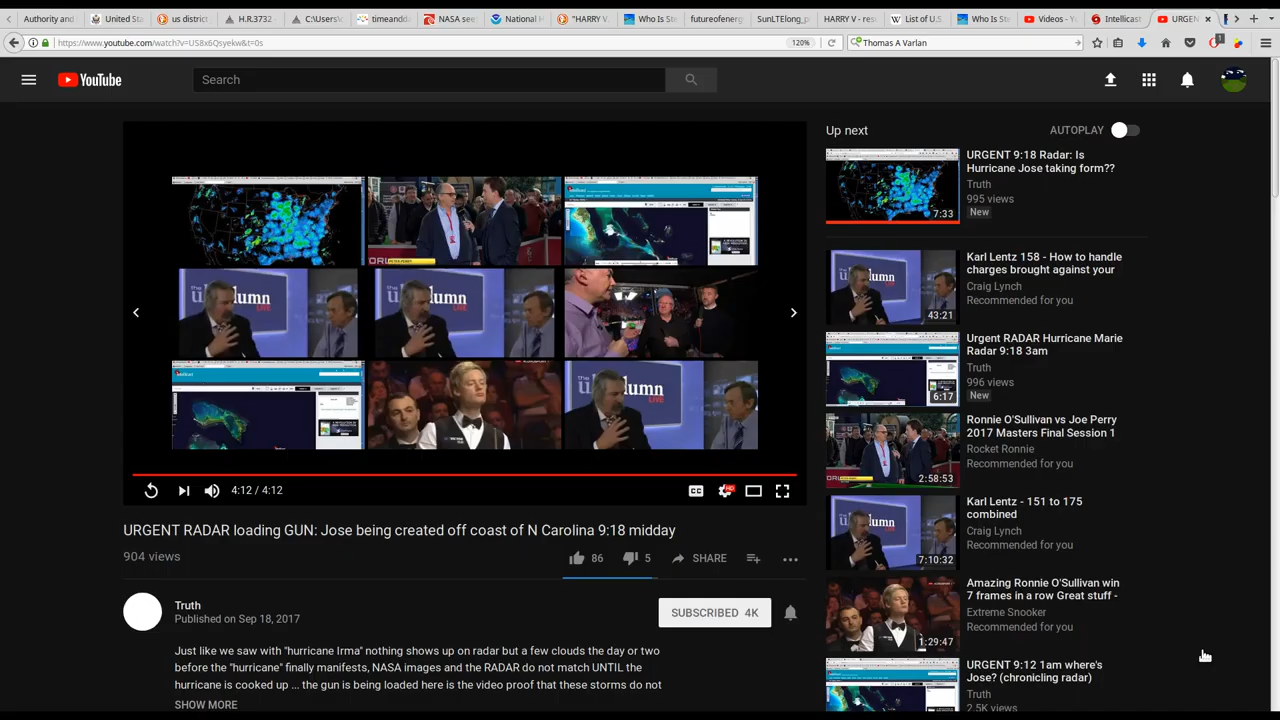 Authority and
United Stat
us district
H.R.3732 -
C:\Users\
timeandda
NASA see
National H
"HARRY V
Who Is Ste
futureofenergy
SunLTElong_p
HARRY V - res
List of U.S
Who Is Ste
Videos - Yo
Intellicast
URGEN
https://www.youtube.com/watch?v=US8x6Qsyekw&t=0s
120%
Thomas A Varlan
1
YouTube
Search
Up next
AUTOPLAY
URGENT 9:18 Radar: Is
Hurricane Jose taking form??
Truth
995 views
New
7:33
Karl Lentz 158 - How to handle
charges brought against your
Craig Lynch
Recommended for you
43:21
Urgent RADAR Hurricane Marie
Radar 9:18 3am
Truth
996 views
New
6:17
Ronnie O'Sullivan vs Joe Perry
2017 Masters Final Session 1
Rocket Ronnie
Recommended for you
2:58:53
Karl Lentz - 151 to 175
combined
Craig Lynch
Recommended for you
7:10:32
Amazing Ronnie O'Sullivan win
7 frames in a row Great stuff -
Extreme Snooker
Recommended for you
1:29:47
URGENT 9:12 1am where's
Jose? (chronicling radar)
Truth
2.5K views
4:12 / 4:12
CC
HD
URGENT RADAR loading GUN: Jose being created off coast of N Carolina 9:18 midday
904 views
86
5
SHARE
Truth
Published on Sep 18, 2017
SUBSCRIBED 4K
Just like we saw with "hurricane Irma" nothing shows up on radar but a few clouds the day or two
before the "hurricane" finally manifests, NASA images and the RADAR do not match UNTIL the
ed up ... the gun is being loaded here in the video proof that these storms do not
SHOW MORE